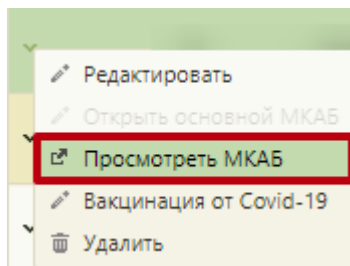 Редактировать
Открыть основной МКАБ
Просмотреть МКАБ
Вакцинация от Covid-19
Удалить